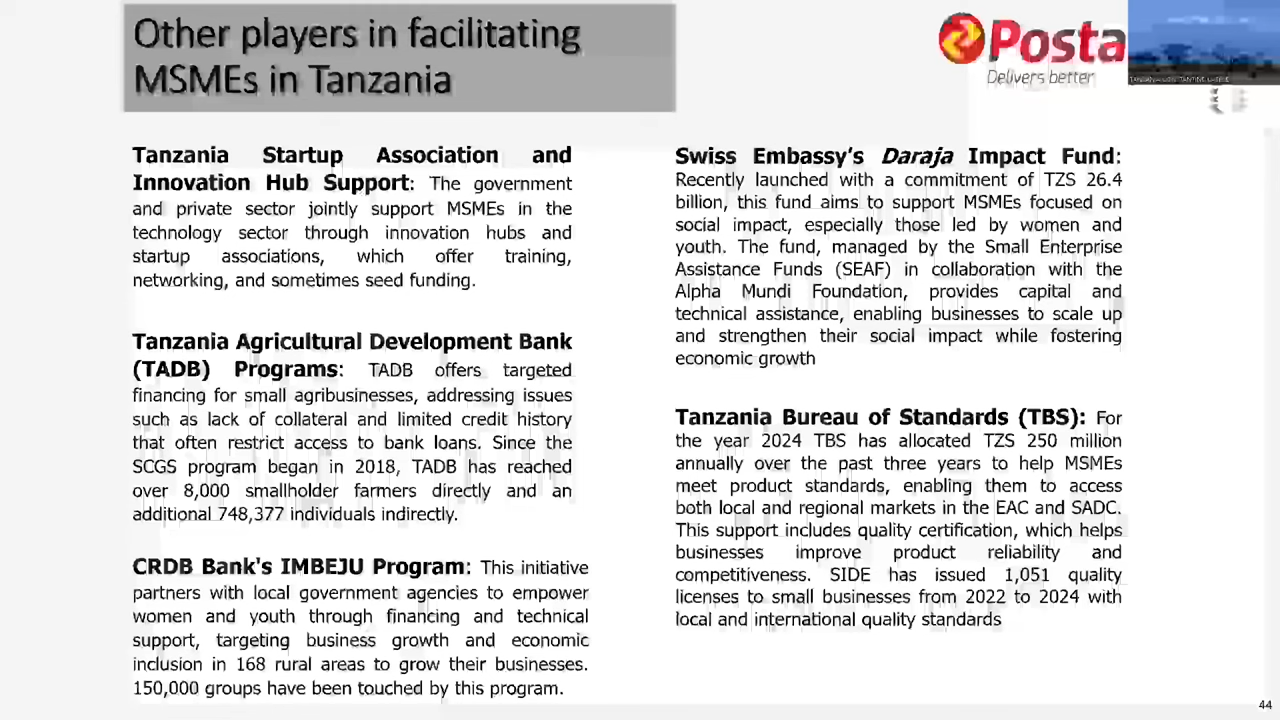 Other players in facilitating
MSMEs in Tanzania
Posta
Delivers better
Tanzania Startup Association and
Innovation Hub Support: The government
and private sector jointly support MSMEs in the
technology sector through innovation hubs and
startup associations, which offer training,
networking, and sometimes seed funding.
Tanzania Agricultural Development Bank
(TADB) Programs: TADB offers targeted
financing for small agribusinesses, addressing issues
such as lack of collateral and limited credit history
that often restrict access to bank loans. Since the
SCGS program began in 2018, TADB has reached
over 8,000 smallholder farmers directly and an
additional 748,377 individuals indirectly.
CRDB Bank's IMBEJU Program: This initiative
partners with local government agencies to empower
women and youth through financing and technical
support, targeting business growth and economic
inclusion in 168 rural areas to grow their businesses.
150,000 groups have been touched by this program.
Swiss Embassy’s Daraja Impact Fund:
Recently launched with a commitment of TZS 26.4
billion, this fund aims to support MSMEs focused on
social impact, especially those led by women and
youth. The fund, managed by the Small Enterprise
Assistance Funds (SEAF) in collaboration with the
Alpha Mundi Foundation, provides capital and
technical assistance, enabling businesses to scale up
and strengthen their social impact while fostering
economic growth
Tanzania Bureau of Standards (TBS): For
the year 2024 TBS has allocated TZS 250 million
annually over the past three years to help MSMEs
meet product standards, enabling them to access
both local and regional markets in the EAC and SADC.
This support includes quality certification, which helps
businesses improve product reliability and
competitiveness. SIDE has issued 1,051 quality
licenses to small businesses from 2022 to 2024 with
local and international quality standards
44